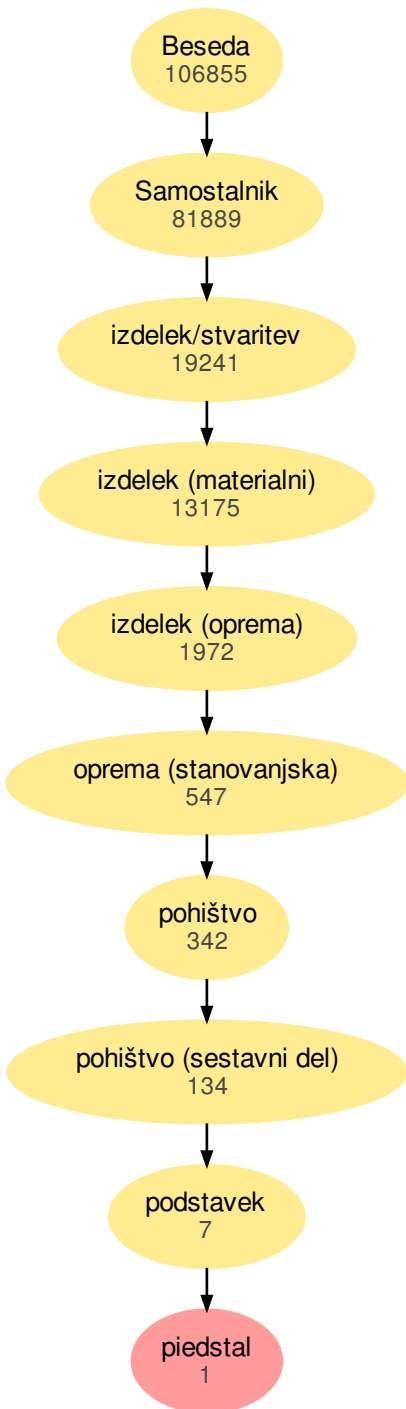 Beseda
106855
Samostalnik
81889
izdelek/stvaritev
19241
izdelek (materialni)
13175
izdelek (oprema)
1972
oprema (stanovanjska)
547
pohištvo
342
pohištvo (sestavni del)
134
podstavek
7
piedstal
1